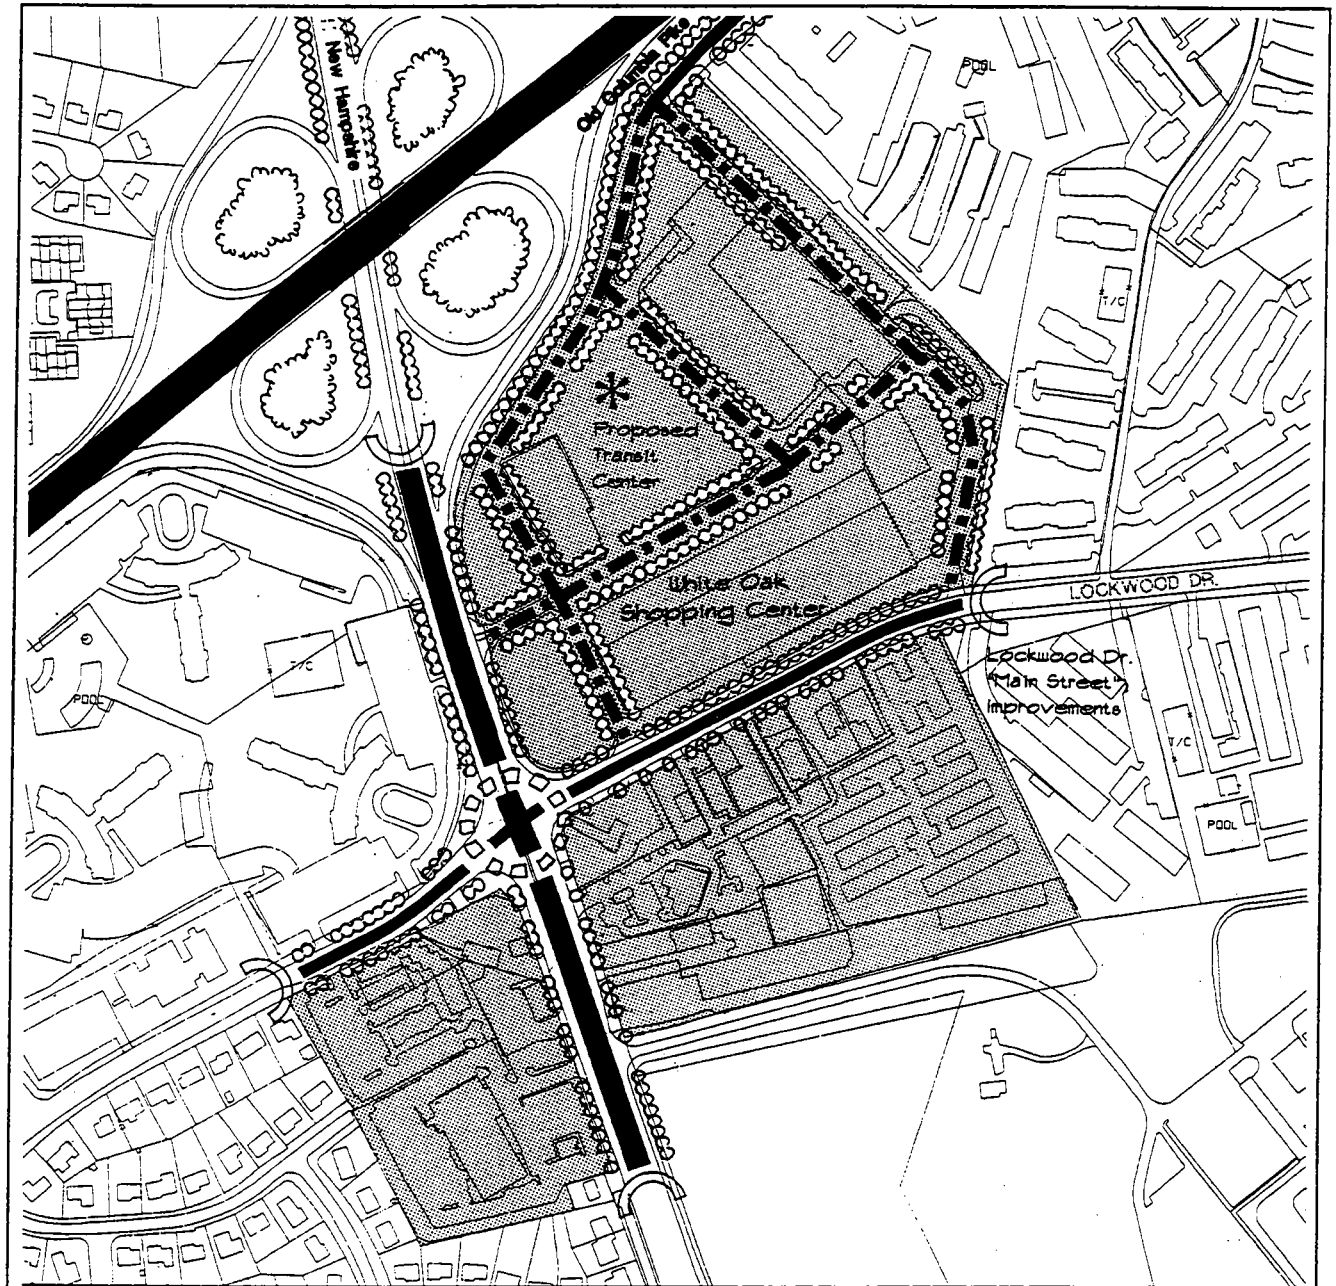 New Hampshire
Old Columbia Pike
POOL
T/C
Proposed
Transit
Center
White Oak
Shopping Center
LOCKWOOD DR.
Lockwood Dr.
"Main Street"
improvements
T/C
POOL
T/C
POOL